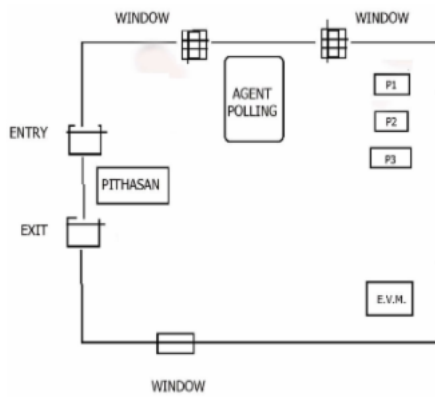 WINDOW
WINDOW
AGENT
POLLING
P1
P2
P3
ENTRY
PITHASAN
EXIT
E.V.M.
WINDOW